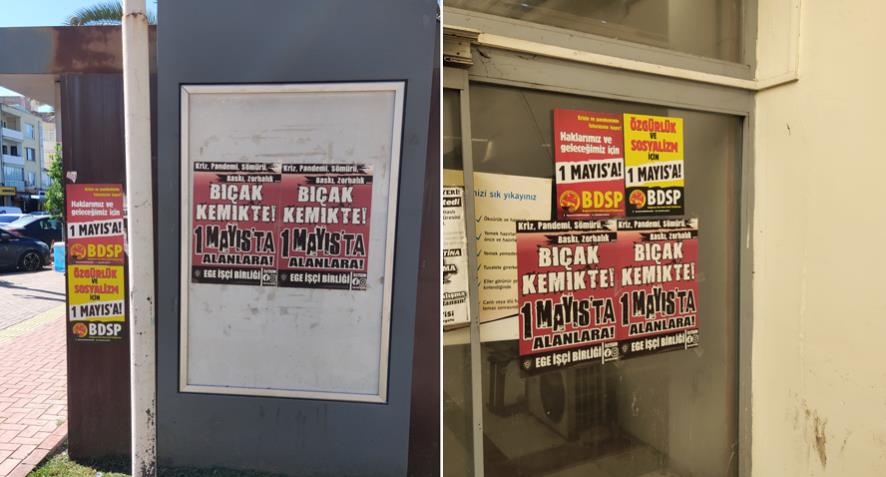 Haklarımız ve
geleceğimiz için
1 MAYIS'A!
BDSP
ÖZGÜRLÜK
VE
SOSYALİZM
İÇİN
1 MAYIS'A!
BDSP
Kriz, Pandemi, Sömürü,
Baskı, Zorbalık
BIÇAK
KEMİKTE!
1 MAYIS'TA
ALANLARA!
EGE İŞÇİ BİRLİĞİ
Kriz, Pandemi, Sömürü,
Baskı, Zorbalık
BIÇAK
KEMİKTE!
1 MAYIS'TA
ALANLARA!
EGE İŞÇİ BİRLİĞİ
Krizin ve pandeminin
faturasına hayır!
Haklarımız ve
geleceğimiz için
1 MAYIS'A!
BDSP
ÖZGÜRLÜK
VE
SOSYALİZM
İÇİN
1 MAYIS'A!
BDSP
sık yıkayınız
Kriz, Pandemi, Sömürü,
Baskı, Zorbalık
BIÇAK
KEMİKTE!
1 MAYIS'TA
ALANLARA!
EGE İŞÇİ BİRLİĞİ
Kriz, Pandemi, Sömürü,
Baskı, Zorbalık
BIÇAK
KEMİKTE!
1 MAYIS'TA
ALANLARA!
EGE İŞÇİ BİRLİĞİ